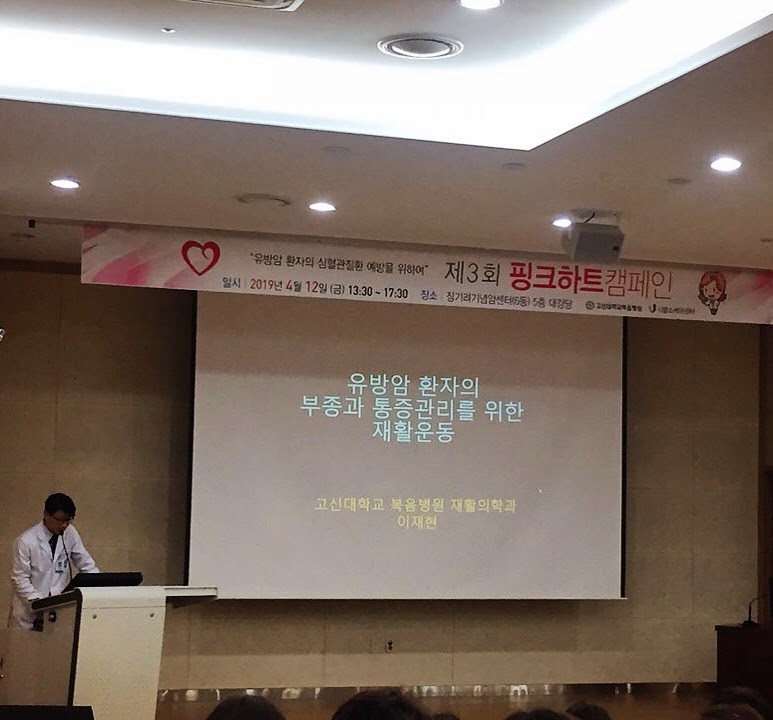 "유방암 환자의 심혈관질환 예방을 위하여" 제3회 핑크하트캠페인
일시 | 2019년 4월 12일(금) 13:30 ~ 17:30 장소 | 장기려기념암센터(6동) 5층 대강당 고신대학교복음병원
유방암 환자의
부종과 통증관리를 위한
재활운동
고신대학교 복음병원 재활의학과
이재현